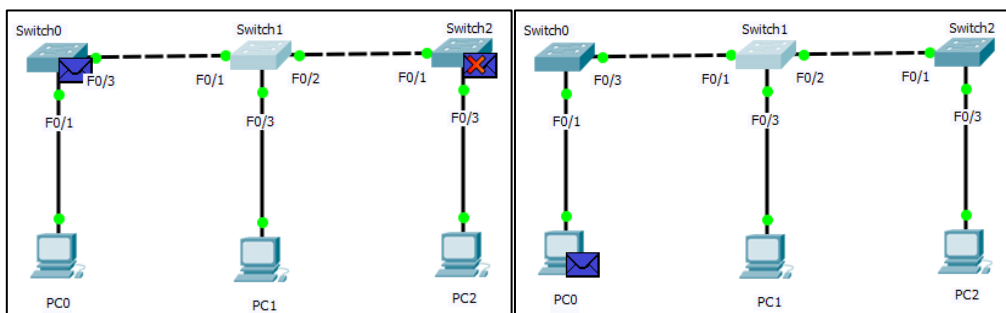 Switch0
Switch1
Switch2
F0/3
F0/1
F0/2
F0/1
F0/1
F0/3
F0/3
PC0
PC1
PC2
Switch0
Switch1
Switch2
F0/3
F0/1
F0/2
F0/1
F0/1
F0/3
F0/3
PC0
PC1
PC2